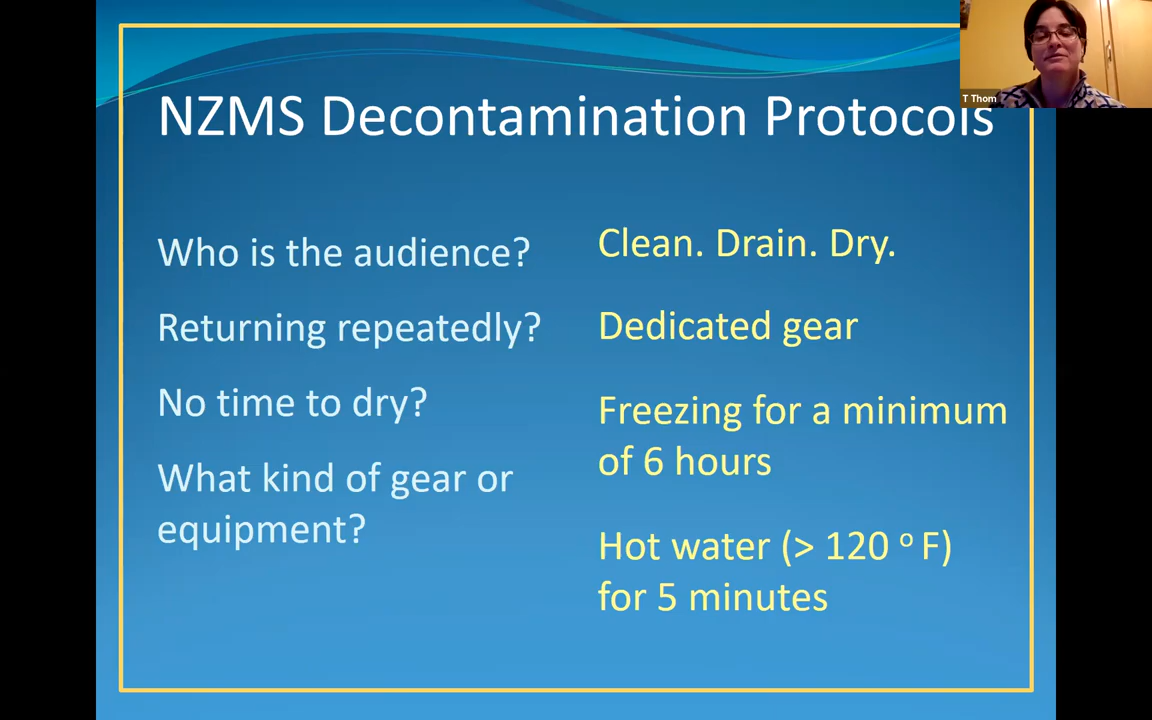 NZMS Decontamination Protocols
T Thom
Who is the audience?
Returning repeatedly?
No time to dry?
What kind of gear or
equipment?
Clean. Drain. Dry.
Dedicated gear
Freezing for a minimum
of 6 hours
Hot water (> 120 º F)
for 5 minutes